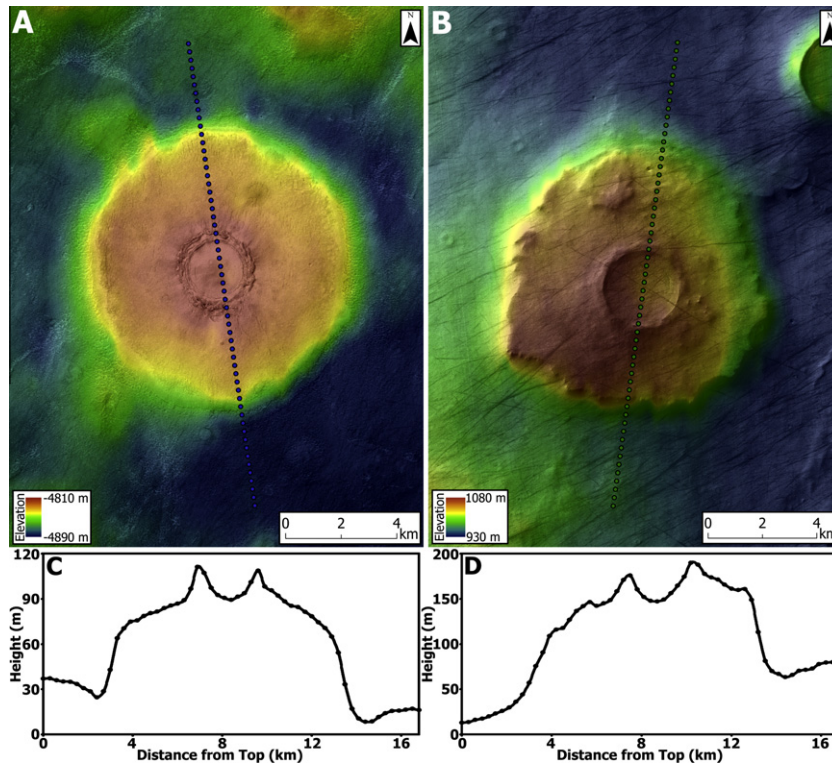 A
N
B
N
Elevation
-4810 m
-4890 m
0 2 4
km
Elevation
1080 m
930 m
0 2 4
km
C
120
90
60
30
0
Height (m)
0 4 8 12 16
Distance from Top (km)
D
200
150
100
50
0
Height (m)
0 4 8 12 16
Distance from Top (km)